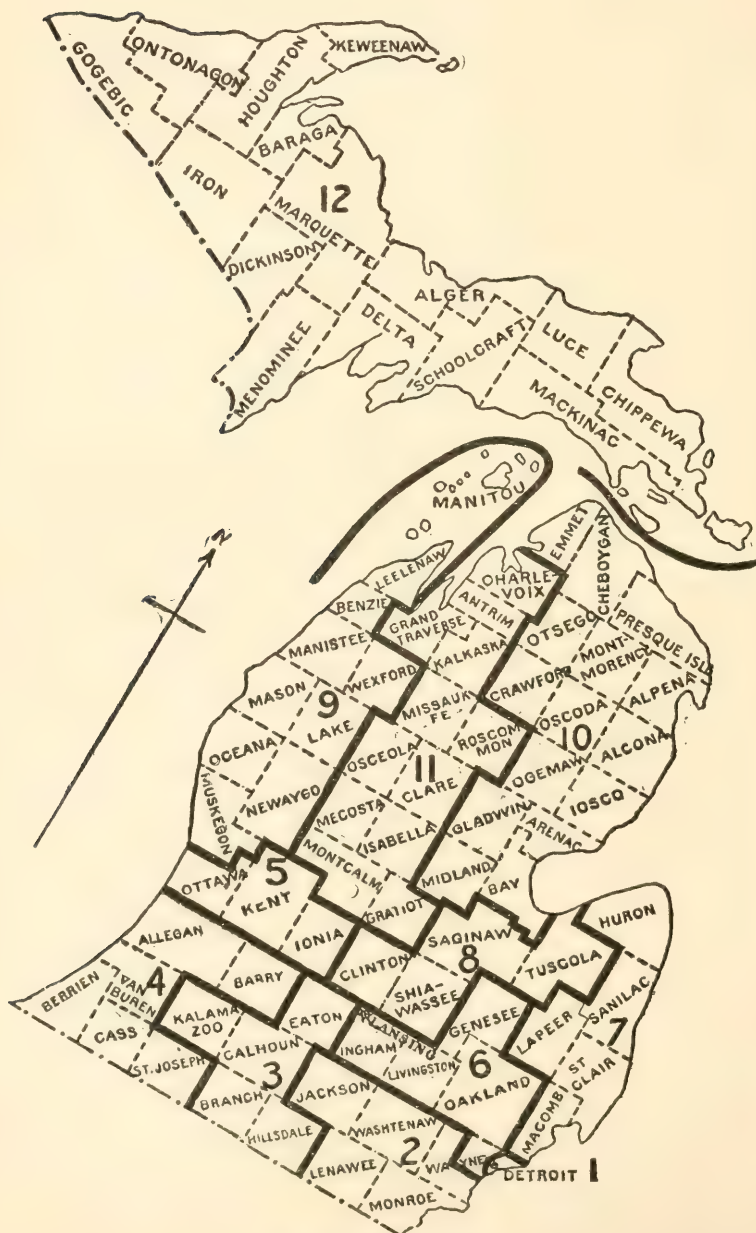 KEWEENAW
ONTONAGON
HOUGHTON
GOGEBIC
BARAGA
IRON
12
MARQUETTE
DICKINSON
ALGER
LUCE
DELTA
SCHOOLCRAFT
CHIPPEWA
MENOMINEE
MACKINAC
MANITOU
N
EMMET
CHEBOYGAN
LEELENAW
CHARLE-
VOIX
BENZIE
ANTRIM
PRESQUE ISLE
GRAND
TRAVERSE
OTSEGO
MONT-
MORENCY
MANISTEE
KALKASKA
WEXFORD
CRAWFORD
ALPENA
MASON
9
MISSAUK
EE
OSCODA
LAKE
ROSCOM
MON
10
ALCONA
OCEANA
OSCEOLA
11
OGEMAW
CLARE
IOSCO
MUSKEGON
NEWAYGO
MECOSTA
GLADWIN
ARENAC
ISABELLA
MONTCALM
5
MIDLAND
BAY
OTTAWA
KENT
GRATIOT
HURON
SAGINAW
ALLEGAN
IONIA
8
CLINTON
TUSCOLA
SANILAC
BERRIEN
4
BARRY
SHIA-
WASSEE
VAN
BUREN
GENESEE
LAPEER
7
KALAMA
ZOO
EATON
LANSING
CASS
CALHOUN
INGHAM
ST
CLAIR
ST. JOSEPH
LIVINGSTON
6
3
JACKSON
OAKLAND
MACOMB
BRANCH
WASHTENAW
HILLSDALE
2
WAYNE
LENAWEE
DETROIT 1
MONROE